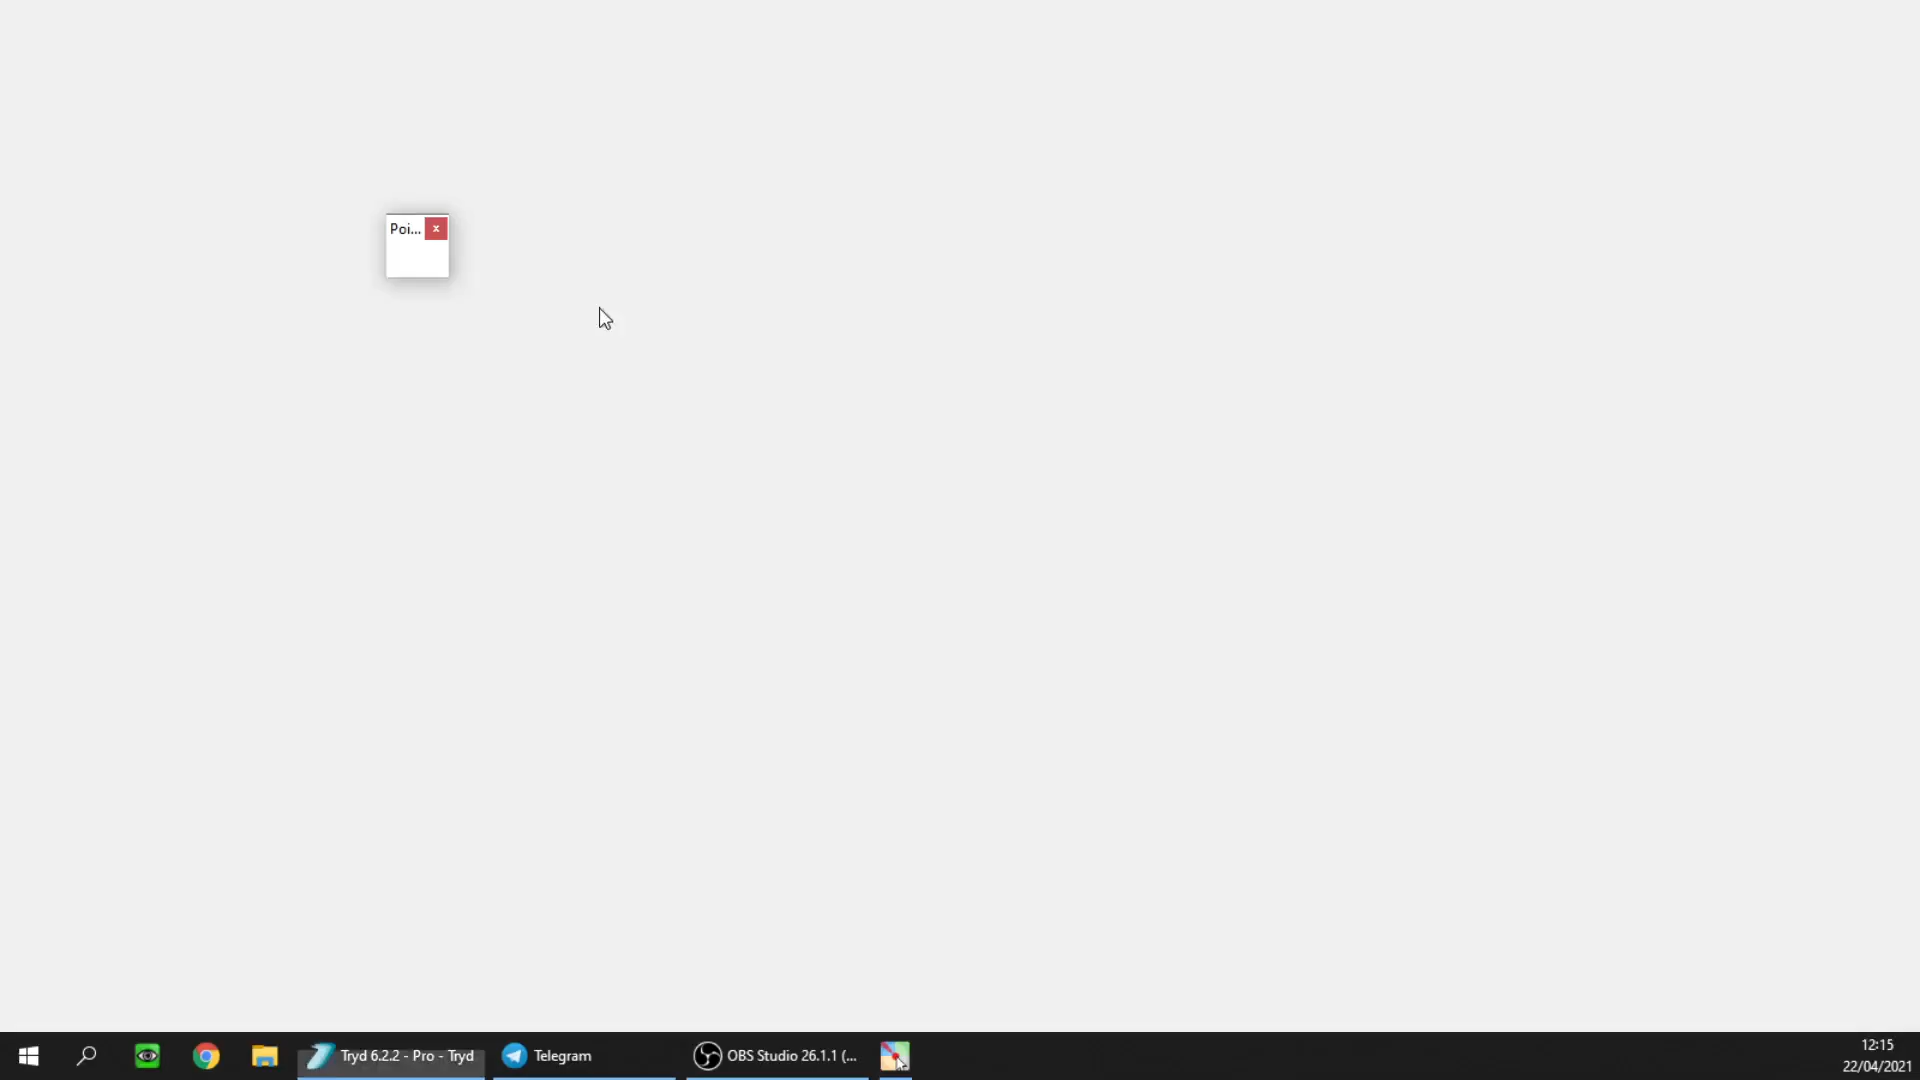 Poi... x
Tryd 6.2.2 - Pro - Tryd
Telegram
OBS Studio 26.1.1 (...
12:15
22/04/2021